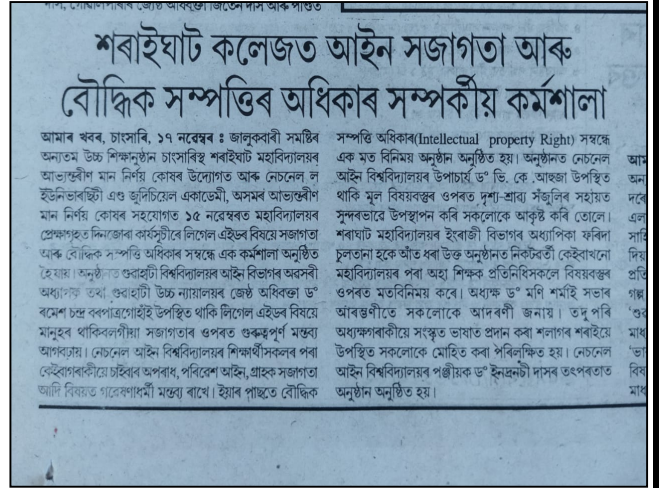 শৰাইঘাট কলেজত আইন সজাগতা আৰু
বৌদ্ধিক সম্পত্তিৰ অধিকাৰ সম্পৰ্কীয় কৰ্মশালা
আমাৰ খবৰ, চাংসাৰি, ১৭ নৱেম্বৰ : জালুকবাৰী সমষ্টিৰ
অন্যতম উচ্চ শিক্ষানুষ্ঠান চাংসাৰিস্থ শৰাইঘাট মহাবিদ্যালয়ৰ
আভ্যন্তৰীণ মান নিৰ্ণয় কোষৰ উদ্যোগত আৰু নেচনেল ল
ইউনিভাৰছিটী এণ্ড জুদিচিয়েল একাডেমী, অসমৰ আভ্যন্তৰীণ
মান নিৰ্ণয় কোষৰ সহযোগত ১৫ নৱেম্বৰত মহাবিদ্যালয়ৰ
প্ৰেক্ষাগৃহত দিনজোৰা কাৰ্যসূচীৰে লিগেল এইডৰ বিষয়ে সজাগতা
আৰু বৌদ্ধিক সম্পত্তি অধিকাৰ সম্বন্ধে এক কৰ্মশালা অনুষ্ঠিত
হৈ যায়। অনুষ্ঠানত গুৱাহাটী বিশ্ববিদ্যালয়ৰ আইন বিভাগৰ অৱসৰী
অধ্যাপক তথা গুৱাহাটী উচ্চ ন্যায়ালয়ৰ জেষ্ঠ অধিবক্তা ড°
ৰমেশ চন্দ্ৰ বৰপাত্ৰগোহাঁই উপস্থিত থাকি লিগেল এইডৰ বিষয়ে
মানুহৰ থাকিবলগীয়া সজাগতাৰ ওপৰত গুৰুত্বপূৰ্ণ মন্তব্য
আগবঢ়ায়। নেচনেল আইন বিশ্ববিদ্যালয়ৰ শিক্ষাৰ্থীসকলৰ পৰা
কেইবাগৰাকীয়ে চাইবাৰ অপৰাধ, পৰিৱেশ আইন, গ্ৰাহক সজাগতা
আদি বিষয়ত গৱেষণাধৰ্মী মন্তব্য ৰাখে। ইয়াৰ পাছতে বৌদ্ধিক
সম্পত্তি অধিকাৰ(Intellectual property Right) সম্বন্ধে
এক মত বিনিময় অনুষ্ঠান অনুষ্ঠিত হয়। অনুষ্ঠানত নেচনেল
আইন বিশ্ববিদ্যালয়ৰ উপাচাৰ্য ড° ভি. কে .আহুজা উপস্থিত
থাকি মূল বিষয়বস্তুৰ ওপৰত দৃশ্য-শ্ৰাব্য সঁজুলিৰ সহায়ত
সুন্দৰভাৱে উপস্থাপন কৰি সকলোকে আকৃষ্ট কৰি তোলে।
শৰাঘাট মহাবিদ্যালয়ৰ ইংৰাজী বিভাগৰ অধ্যাপিকা ফৰিদা
চুলতানা হকে আঁত ধৰা উক্ত অনুষ্ঠানত নিকটৱৰ্তী কেইবাখনো
মহাবিদ্যালয়ৰ পৰা অহা শিক্ষক প্ৰতিনিধিসকলে বিষয়বস্তুৰ
ওপৰত মতবিনিময় কৰে। অধ্যক্ষ ড° মণি শৰ্মাই সভাৰ
আঁৰম্ভণীতে সকলোকে আদৰণী জনায়। তদুপৰি
অধ্যক্ষগৰাকীয়ে সংস্কৃত ভাষাত প্ৰদান কৰা শলাগৰ শৰাইয়ে
উপস্থিত সকলোকে মোহিত কৰা পৰিলক্ষিত হয়। নেচনেল
আইন বিশ্ববিদ্যালয়ৰ পঞ্জীয়ক ড° ইন্দ্ৰনচী দাসৰ তৎপৰতাত
অনুষ্ঠান অনুষ্ঠিত হয়।